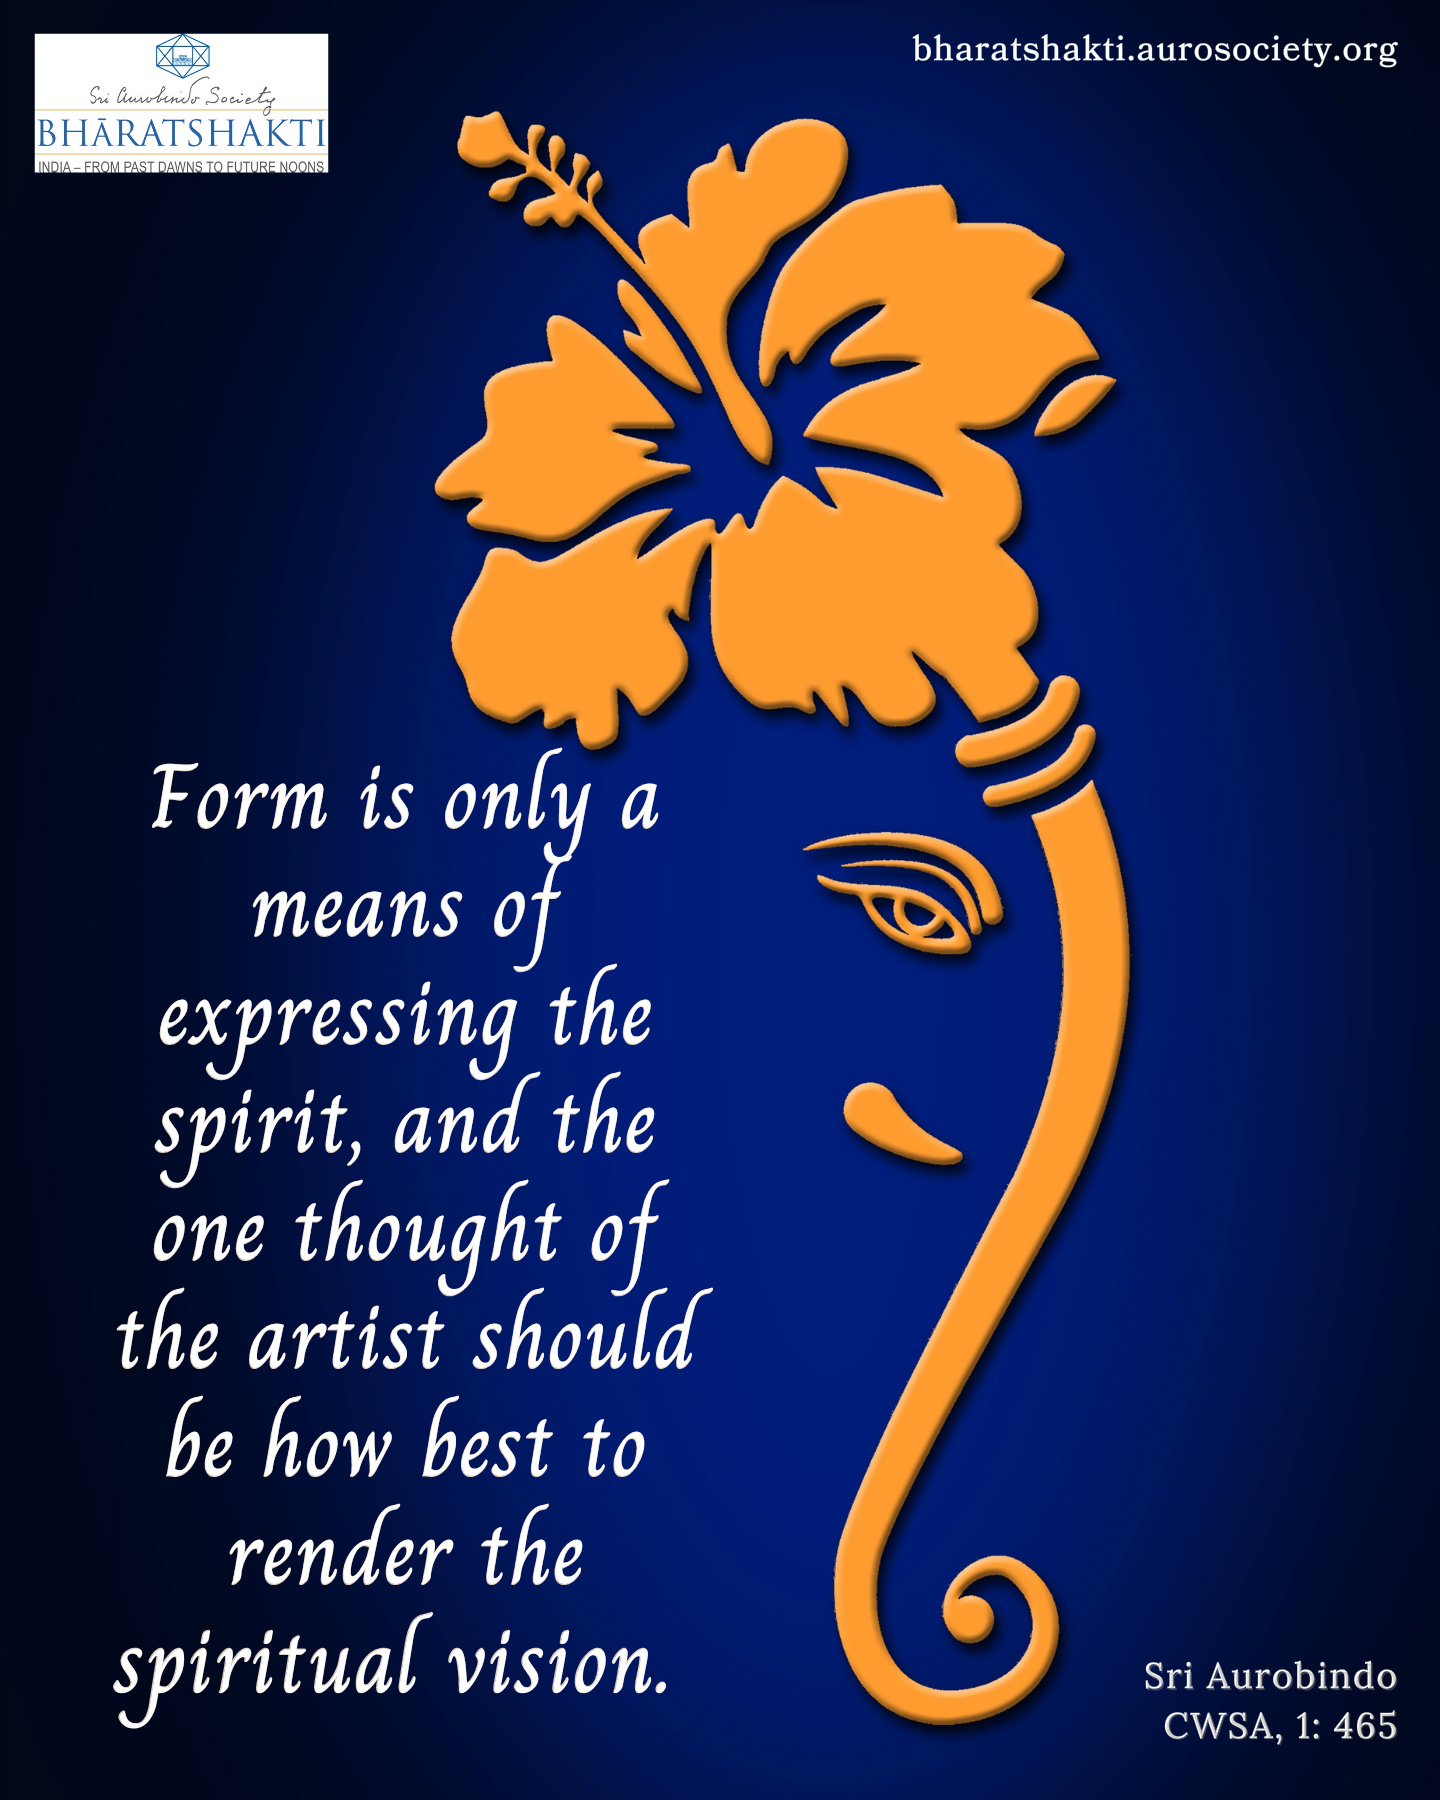 Sri Aurobindo Society
BHĀRATSHAKTI
INDIA – FROM PAST DAWNS TO FUTURE NOONS
bharatshakti.aurosociety.org
Form is only a
means of
expressing the
spirit, and the
one thought of
the artist should
be how best to
render the
spiritual vision.
Sri Aurobindo
CWSA, 1: 465